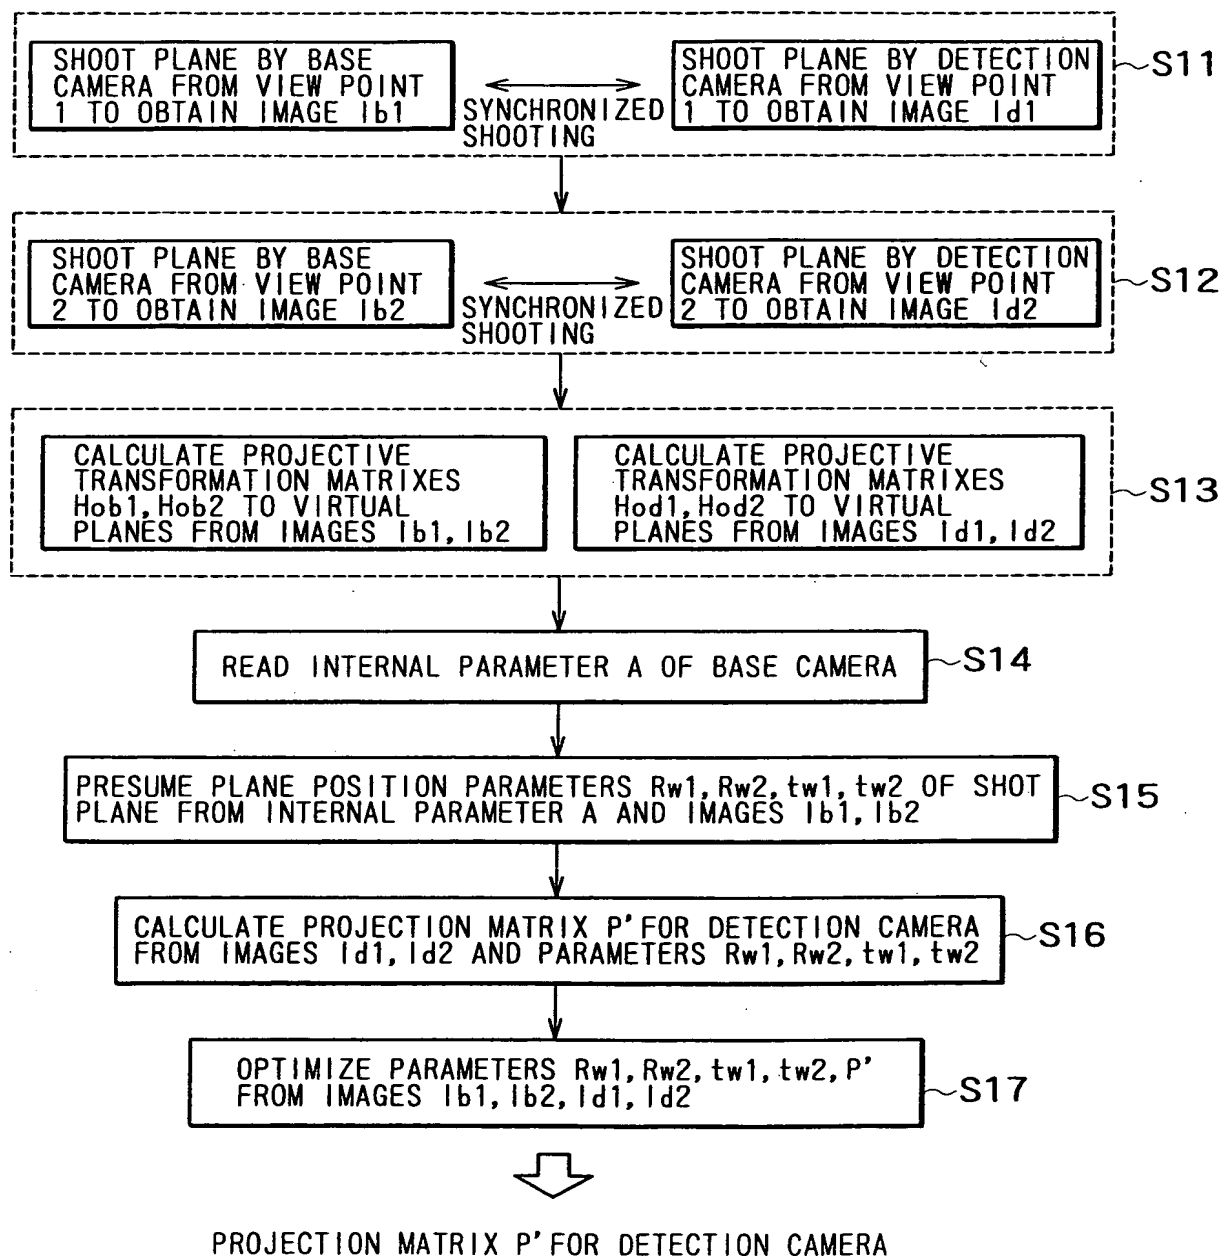 SHOOT PLANE BY BASE
CAMERA FROM VIEW POINT
1 TO OBTAIN IMAGE Ib1
SYNCHRONIZED
SHOOTING
SHOOT PLANE BY DETECTION
CAMERA FROM VIEW POINT
1 TO OBTAIN IMAGE Id1
S11
SHOOT PLANE BY BASE
CAMERA FROM VIEW POINT
2 TO OBTAIN IMAGE Ib2
SYNCHRONIZED
SHOOTING
SHOOT PLANE BY DETECTION
CAMERA FROM VIEW POINT
2 TO OBTAIN IMAGE Id2
S12
CALCULATE PROJECTIVE
TRANSFORMATION MATRIXES
Hob1, Hob2 TO VIRTUAL
PLANES FROM IMAGES Ib1, Ib2
CALCULATE PROJECTIVE
TRANSFORMATION MATRIXES
Hod1, Hod2 TO VIRTUAL
PLANES FROM IMAGES Id1, Id2
S13
READ INTERNAL PARAMETER A OF BASE CAMERA
S14
PRESUME PLANE POSITION PARAMETERS Rw1, Rw2, tw1, tw2 OF SHOT
PLANE FROM INTERNAL PARAMETER A AND IMAGES Ib1, Ib2
S15
CALCULATE PROJECTION MATRIX P' FOR DETECTION CAMERA
FROM IMAGES Id1, Id2 AND PARAMETERS Rw1, Rw2, tw1, tw2
S16
OPTIMIZE PARAMETERS Rw1, Rw2, tw1, tw2, P'
FROM IMAGES Ib1, Ib2, Id1, Id2
S17
PROJECTION MATRIX P' FOR DETECTION CAMERA